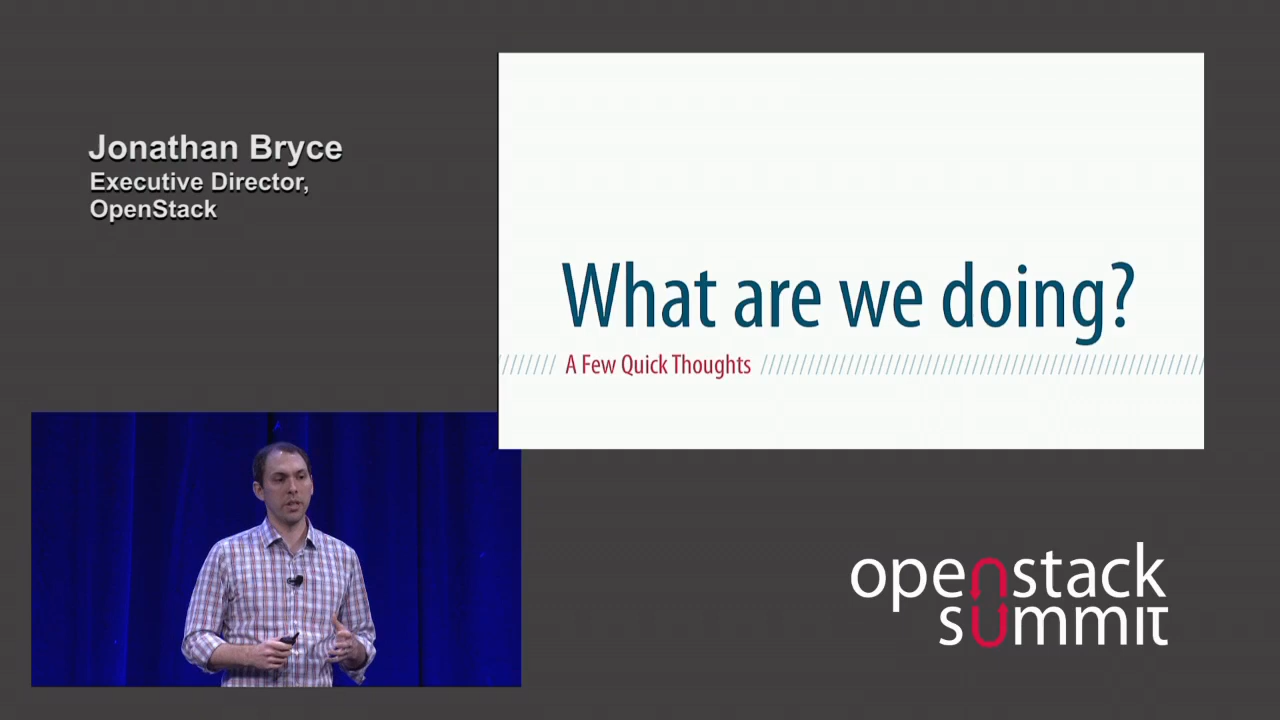 Jonathan Bryce
Executive Director,
OpenStack
What are we doing?
A Few Quick Thoughts
openstack
summit